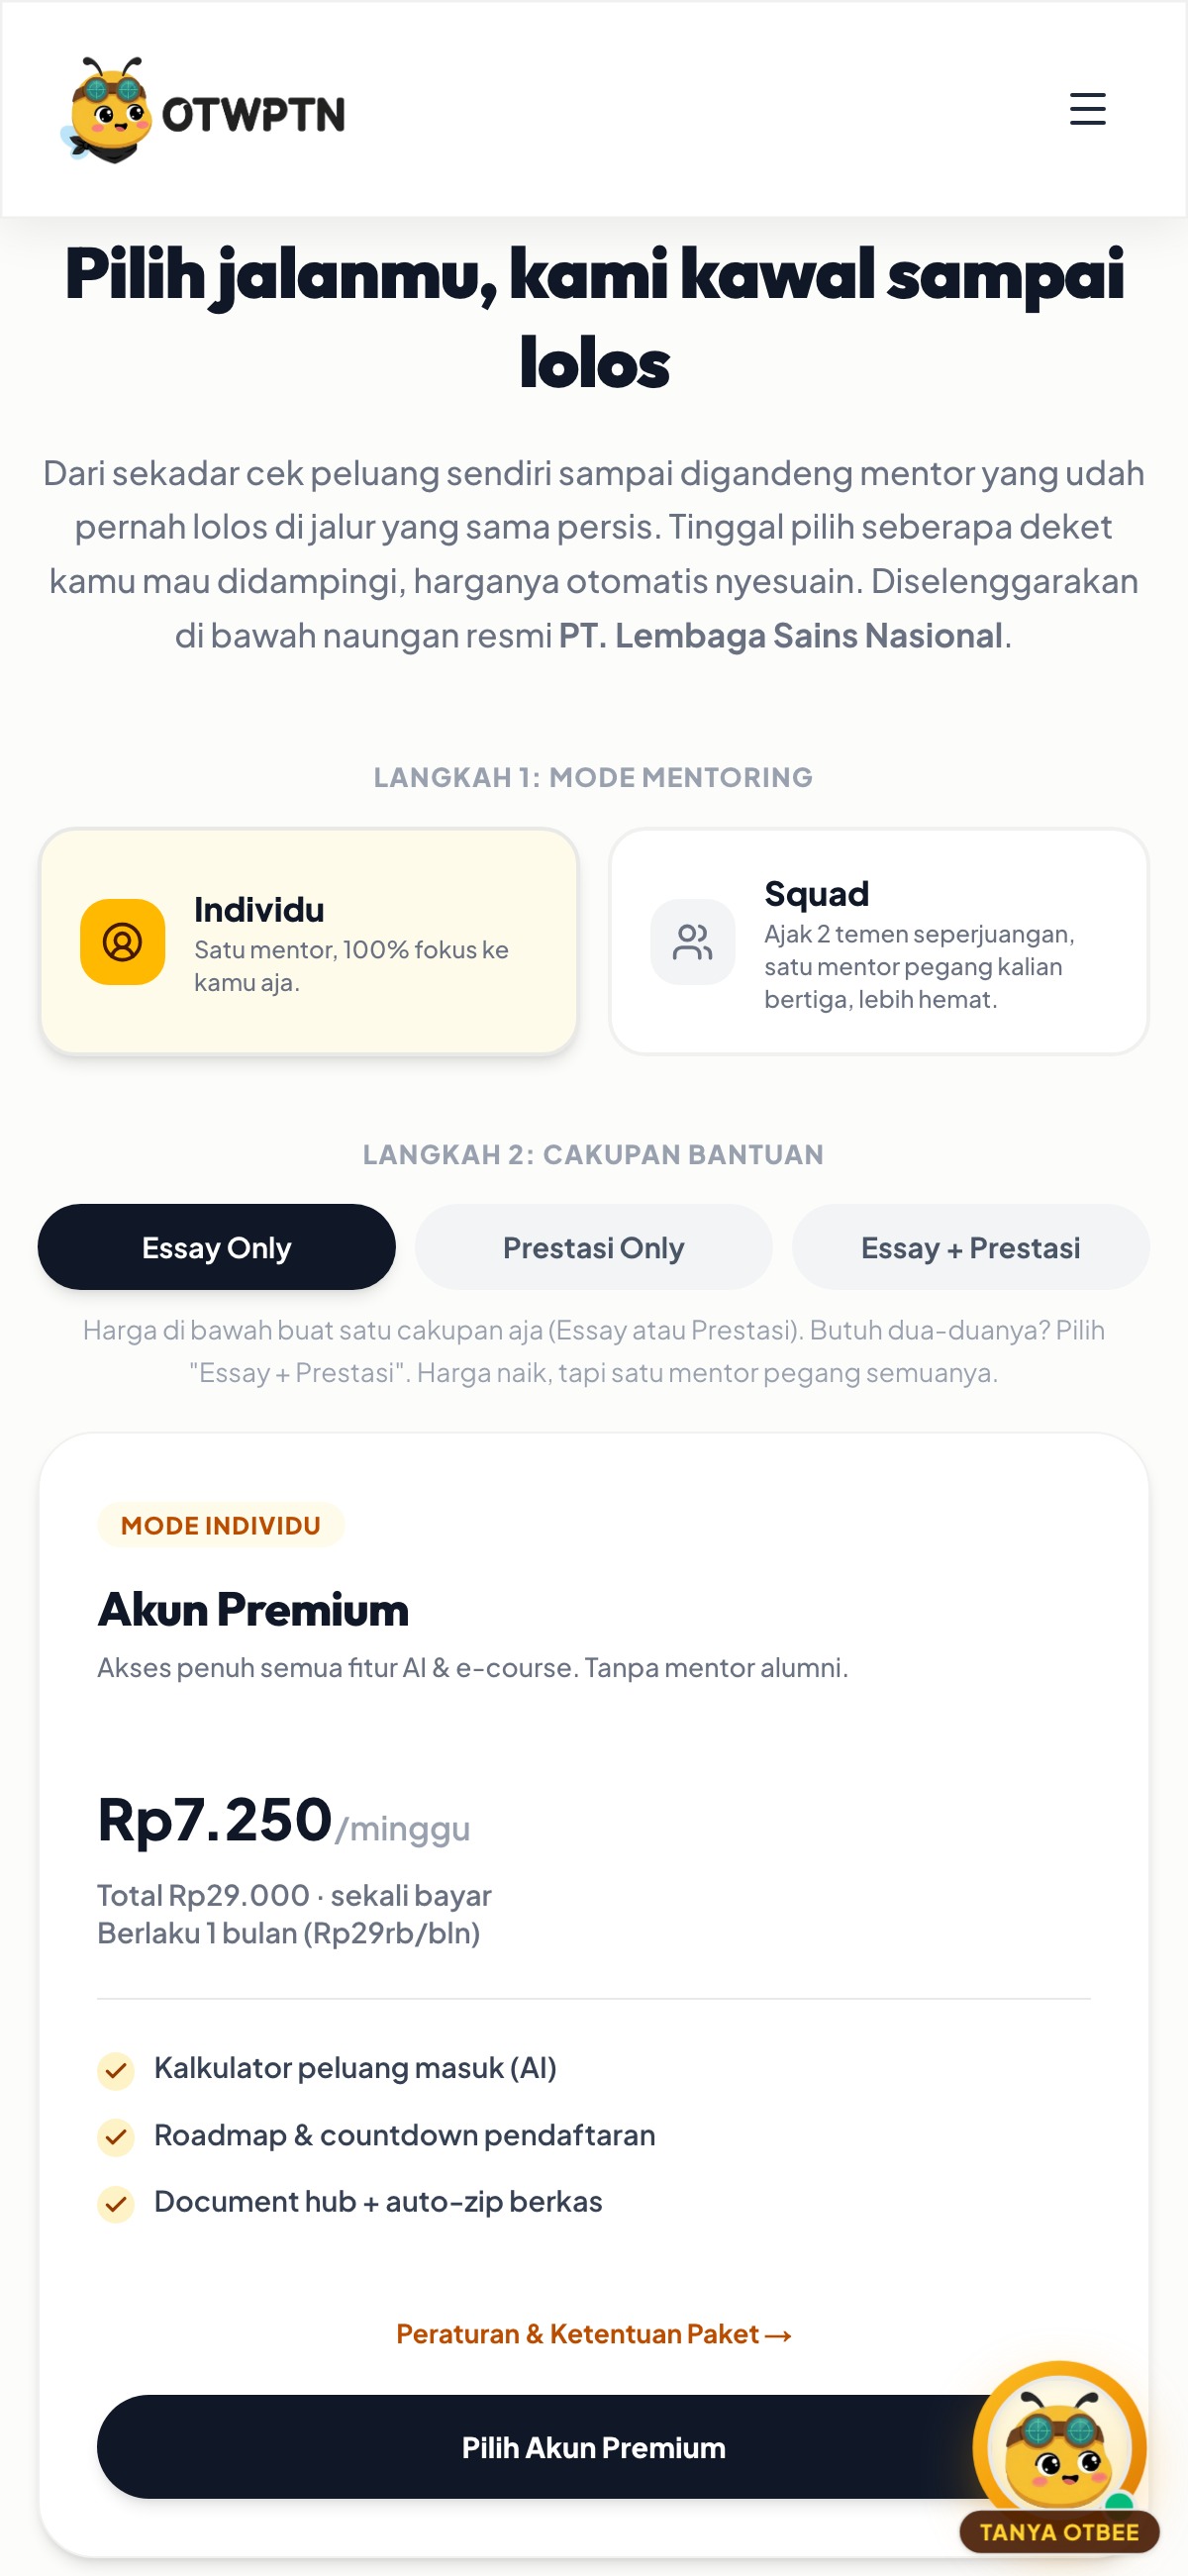 OTWPTN
Pilih jalanmu, kami kawal sampai
lolos
Dari sekadar cek peluang sendiri sampai digandeng mentor yang udah
pernah lolos di jalur yang sama persis. Tinggal pilih seberapa deket
kamu mau didampingi, harganya otomatis nyesuain. Diselenggarakan
di bawah naungan resmi PT. Lembaga Sains Nasional.
LANGKAH 1: MODE MENTORING
Individu
Satu mentor, 100% fokus ke
kamu aja.
Squad
Ajak 2 temen seperjuangan,
satu mentor pegang kalian
bertiga, lebih hemat.
LANGKAH 2: CAKUPAN BANTUAN
Essay Only
Prestasi Only
Essay + Prestasi
Harga di bawah buat satu cakupan aja (Essay atau Prestasi). Butuh dua-duanya? Pilih
"Essay + Prestasi". Harga naik, tapi satu mentor pegang semuanya.
MODE INDIVIDU
Akun Premium
Akses penuh semua fitur AI & e-course. Tanpa mentor alumni.
Rp7.250/minggu
Total Rp29.000 · sekali bayar
Berlaku 1 bulan (Rp29rb/bln)
Kalkulator peluang masuk (AI)
Roadmap & countdown pendaftaran
Document hub + auto-zip berkas
Peraturan & Ketentuan Paket →
Pilih Akun Premium
TANYA OTBEE